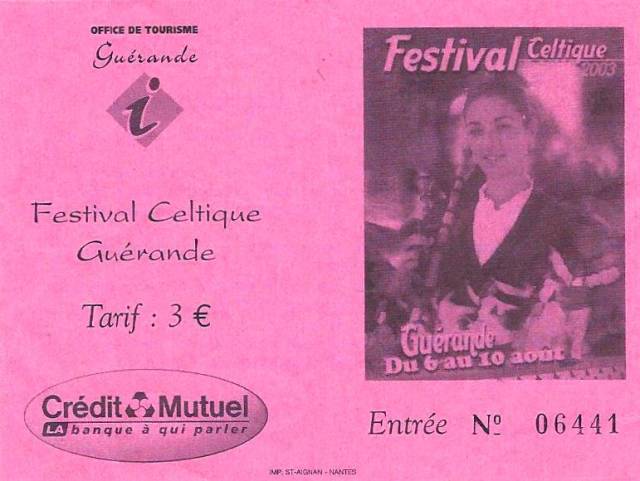 OFFICE DE TOURISME
Guérande
i
Festival Celtique
Guérande
Tarif : 3 €
Crédit Mutuel
LA banque à qui parler
Festival Celtique
2003
Guérande
Du 6 au 10 août
Entrée Nº 06441
IMP. ST-AIGNAN - NANTES